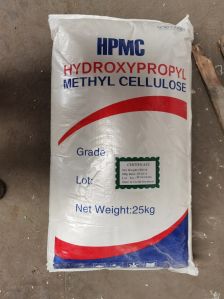 HPMC
HYDROXYPROPYL
METHYL CELLULOSE
Grade:
CERTIFICATE
Lot:
Net Weight:25kg